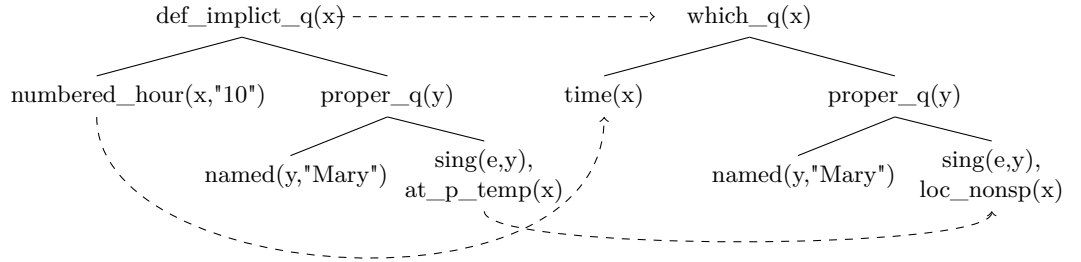 def_implict_q(x)
which_q(x)
numbered_hour(x,"10")
proper_q(y)
time(x)
proper_q(y)
named(y,"Mary")
sing(e,y),
at_p_temp(x)
named(y,"Mary")
sing(e,y),
loc_nonsp(x)